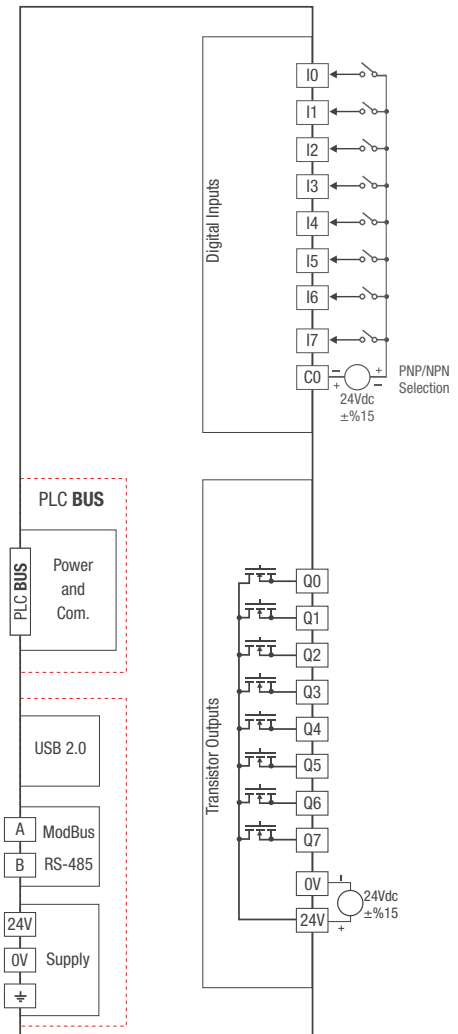 Digital Inputs
I0
I1
I2
I3
I4
I5
I6
I7
C0
− +
+ −
24Vdc
±%15
PNP/NPN
Selection
PLC BUS
PLC BUS
Power
and
Com.
USB 2.0
A
B
ModBus
RS-485
24V
0V
Supply
Transistor Outputs
Q0
Q1
Q2
Q3
Q4
Q5
Q6
Q7
0V
24V
-
+
24Vdc
±%15